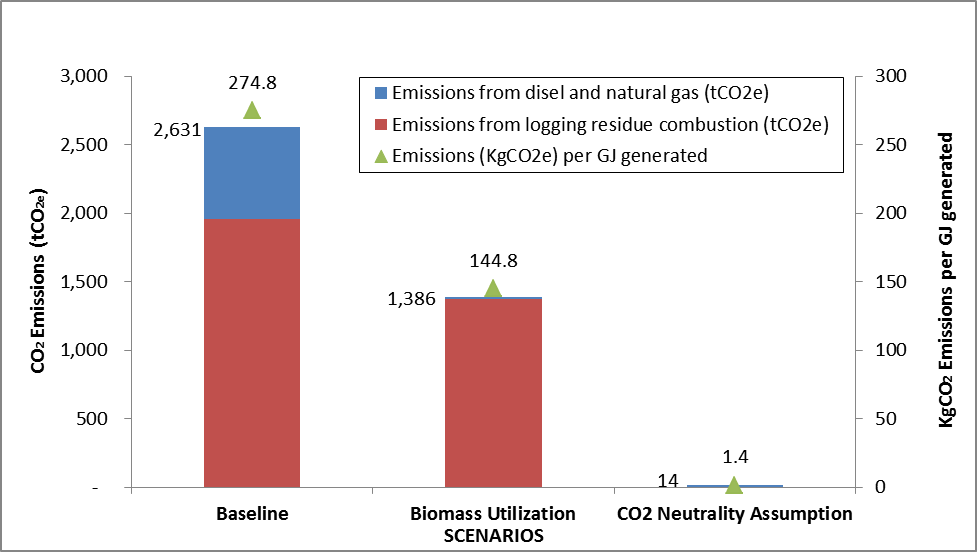 3,000
2,500
2,000
1,500
1,000
500
-
CO2 Emissions (tCO2e)
274.8
2,631
Emissions from disel and natural gas (tCO2e)
Emissions from logging residue combustion (tCO2e)
Emissions (KgCO2e) per GJ generated
144.8
1,386
1.4
14
300
250
200
150
100
50
0
KgCO2 Emissions per GJ generated
Baseline
Biomass Utilization
CO2 Neutrality Assumption
SCENARIOS